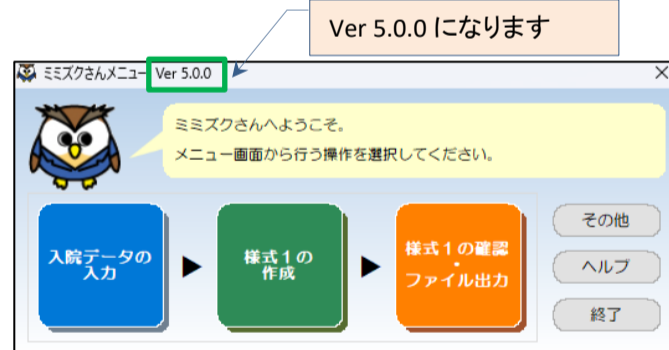 Ver 5.0.0 になります
ミミズクさんメニュー Ver 5.0.0
ミミズクさんへようこそ。
メニュー画面から行う操作を選択してください。
入院データの
入力
様式1の
作成
様式1の確認
・
ファイル出力
その他
ヘルプ
終了